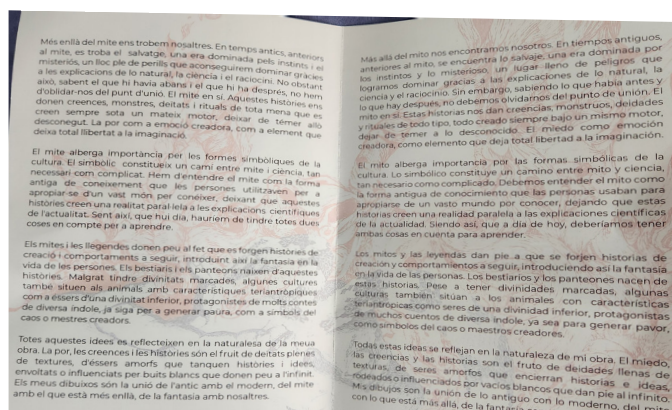 Més enllà del mite ens trobem nosaltres. En temps antics, anteriors
al mite, es troba el salvatge, una era dominada pels instints i el
misteriós, un lloc ple de perills que aconseguirem dominar gràcies
a les explicacions de lo natural, la ciència i el raciocini. No obstant
això, sabent el que hi havia abans i el que hi ha després, no hem
d'oblidar-nos del punt d'unió. El mite en si. Aquestes històries ens
donen creences, monstres, deitats i rituals de tota mena que es
creen sempre sota un mateix motor, deixar de témer allò
desconegut. La por com a emoció creadora, com a element que
deixa total llibertat a la imaginació.

El mite alberga importància per les formes simbòliques de la
cultura. El simbòlic constitueix un camí entre mite i ciència, tan
necessari com complicat. Hem d'entendre el mite com la forma
antiga de coneixement que les persones utilitzaven per a
apropiar-se d'un vast món per conéixer, deixant que aquestes
històries creen una realitat paral·lela a les explicacions científiques
de l'actualitat. Sent així, que hui dia, hauríem de tindre totes dues
coses en compte per a aprendre.

Els mites i les llegendes donen peu al fet que es forgen històries de
creació i comportaments a seguir, introduint així la fantasia en la
vida de les persones. Els bestiaris i els panteons naixen d'aquestes
històries. Malgrat tindre divinitats marcades, algunes cultures
també situen als animals amb característiques teriantròpiques
com a éssers d'una divinitat inferior, protagonistes de molts contes
de diversa índole, ja siga per a generar paura, com a símbols del
caos o mestres creadors.

Totes aquestes idees es reflecteixen en la naturalesa de la meua
obra. La por, les creences i les històries són el fruit de deitats plenes
de textures, d'éssers amorfs que tanquen històries i idees,
envoltats o influenciats per buits blancs que donen peu a l'infinit.
Els meus dibuixos són la unió de l'antic amb el modern, del mite
amb el que està més enllà, de la fantasia amb nosaltres.

Más allá del mito nos encontramos nosotros. En tiempos antiguos,
anteriores al mito, se encuentra lo salvaje, una era dominada por
los instintos y lo misterioso, un lugar lleno de peligros que
logramos dominar gracias a las explicaciones de lo natural, la
ciencia y el raciocinio. Sin embargo, sabiendo lo que había antes y
lo que hay despues, no debemos olvidarnos del punto de unión. El
mito en si. Estas historias nos dan creencias, monstruos, deidades
y rituales de todo tipo, todo creado siempre bajo un mismo motor,
dejar de témer a lo desconocido. El miedo como emoción
creadora, como elemento que deja total libertad a la imaginación.

El mito alberga importancia por las formas simbólicas de la
cultura. Lo simbólico constituye un camino entre mito y ciencia,
tan necesario como complicado. Debemos entender el mito como
la forma antigua de conocimiento que las personas usaban para
apropiarse de un vasto mundo por conocer, dejando que estas
historias creen una realidad paralela a las explicaciones científicas
de la actualidad. Siendo así, que a día de hoy, deberíamos tener
ambas cosas en cuenta para aprender.

Los mitos y las leyendas dan pie a que se forjen historias de
creación y comportamientos a seguir, introduciendo así la fantasía
en la vida de las personas. Los bestiarios y los panteones nacen de
estas historias. Pese a tener divinidades marcadas, algunas
culturas también situán a los animales con características
teriantrópicas como seres de una divinidad inferior, protagonistas
de muchos cuentos de diversa índole, ya sea para generar pavor,
como símbolos del caos o maestros creadores.

Todas estas ideas se reflejan en la naturaleza de mi obra. El miedo,
las creencias y las historias son el fruto de deidades llenas de
texturas, de seres amorfos que encierran historias e ideas,
rodeados o influenciados por vacíos blancos que dan pie al infinito.
Mis dibujos son la unión de lo antiguo con lo moderno, del mito
con lo que está más allá, de la fantasía